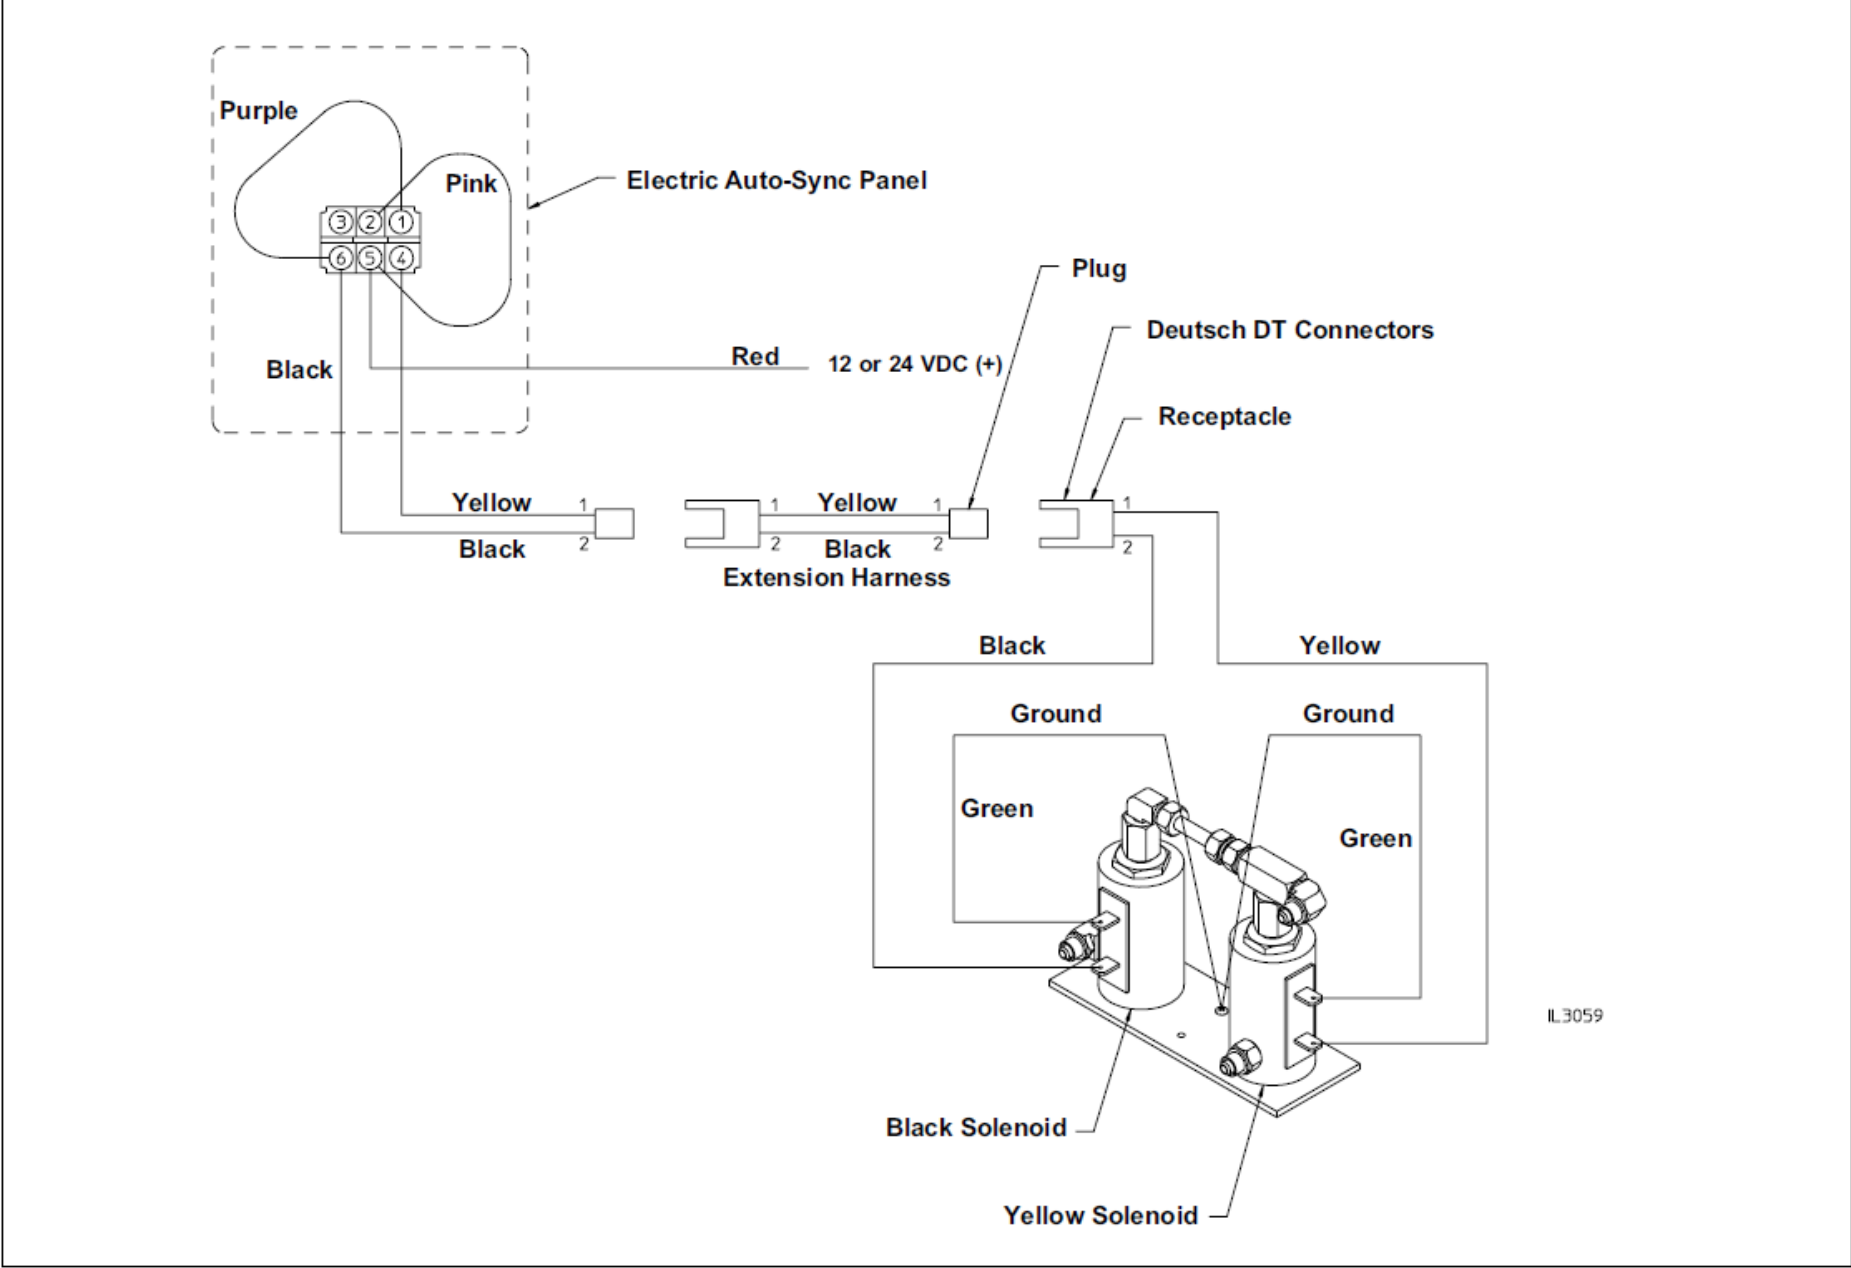 Purple
Pink
Electric Auto-Sync Panel
3 2 1
6 5 4
Plug
Deutsch DT Connectors
Red 12 or 24 VDC (+)
Black
Receptacle
Yellow 1 1 Yellow 1 1
Black 2 2 Black 2 2
Extension Harness
Black Yellow
Ground Ground
Green
Green
IL3059
Black Solenoid
Yellow Solenoid